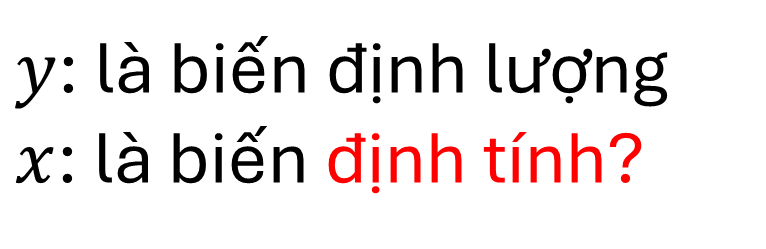 y: là biến định lượng
x: là biến định tính?